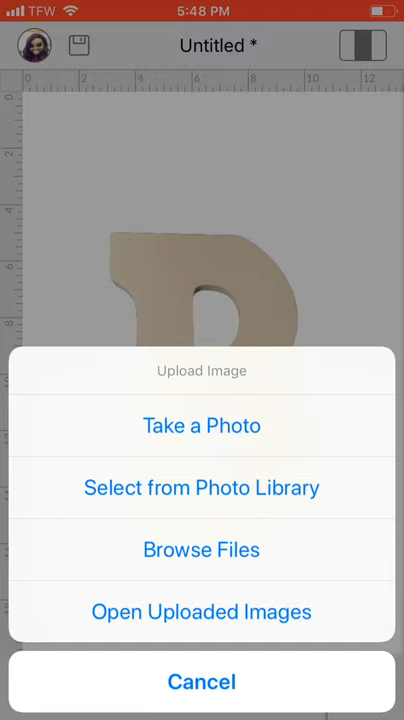 TFW 5:48 PM
Untitled *
0 2 4 6 8 10 12
0
2
4
6
8
Upload Image
Take a Photo
Select from Photo Library
Browse Files
Open Uploaded Images
Cancel